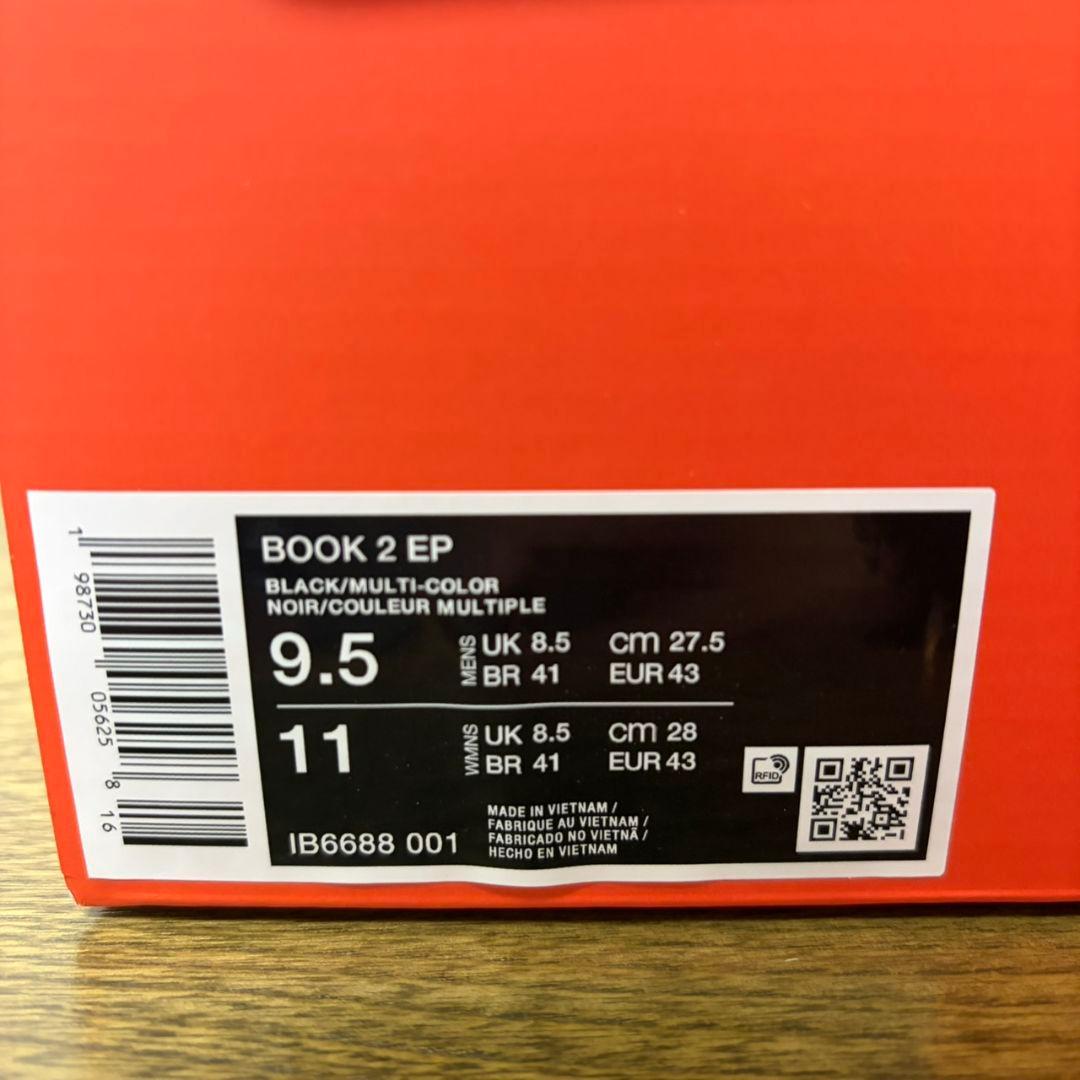 1 98730 05625 8 16
BOOK 2 EP
BLACK/MULTI-COLOR
NOIR/COULEUR MULTIPLE
9.5 MENS UK 8.5 cm 27.5
BR 41 EUR 43
11 WMNS UK 8.5 cm 28
BR 41 EUR 43
RFID
IB6688 001
MADE IN VIETNAM /
FABRIQUE AU VIETNAM /
FABRICADO NO VIETNÃ /
HECHO EN VIETNAM